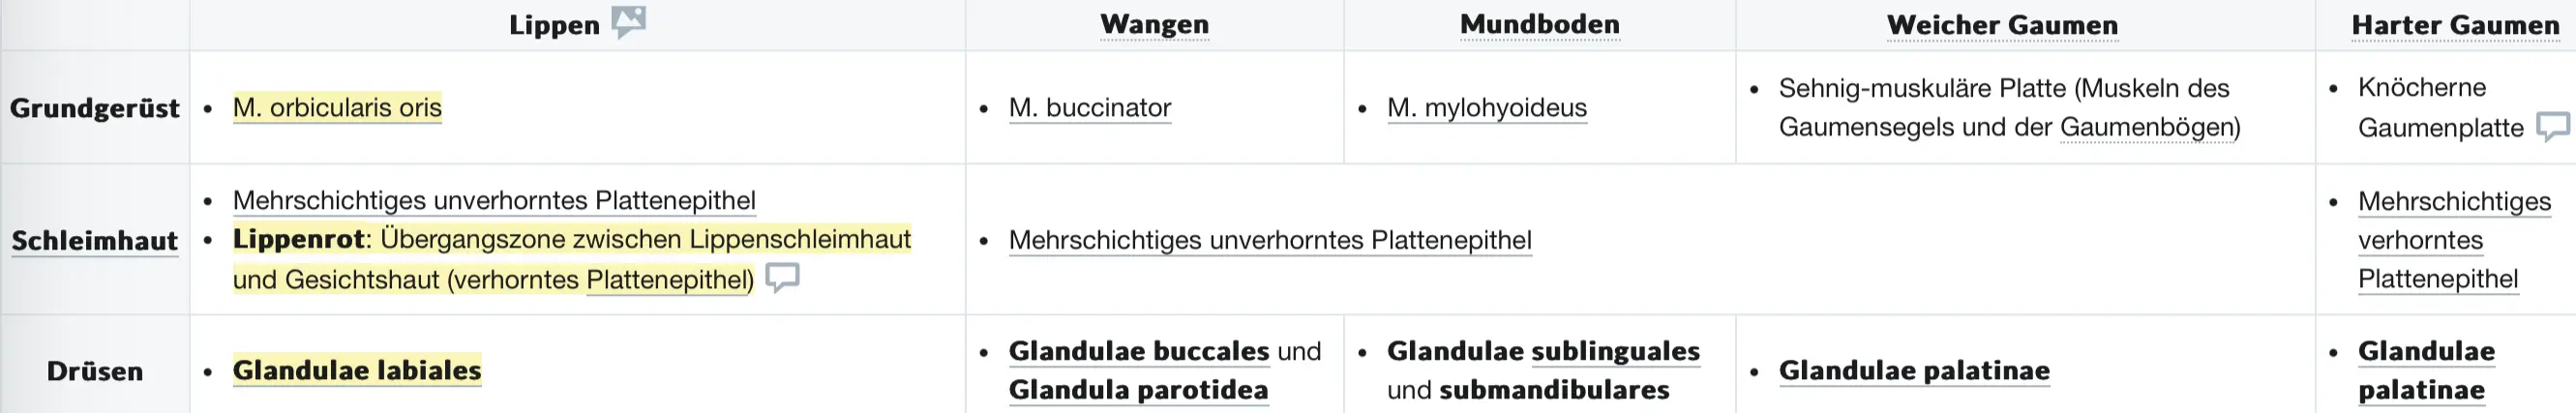 Lippen Wangen Mundboden Weicher Gaumen Harter Gaumen
Grundgerüst
• M. orbicularis oris
• M. buccinator
• M. mylohyoideus
• Sehnig-muskuläre Platte (Muskeln des
Gaumensegels und der Gaumenbögen)
• Knöcherne
Gaumenplatte
Schleimhaut
• Mehrschichtiges unverhorntes Plattenepithel
• Lippenrot: Übergangszone zwischen Lippenschleimhaut
und Gesichtshaut (verhorntes Plattenepithel)
• Mehrschichtiges unverhorntes Plattenepithel
• Mehrschichtiges
verhorntes
Plattenepithel
Drüsen
• Glandulae labiales
• Glandulae buccales und
Glandula parotidea
• Glandulae sublinguales
und submandibulares
• Glandulae palatinae
• Glandulae
palatinae